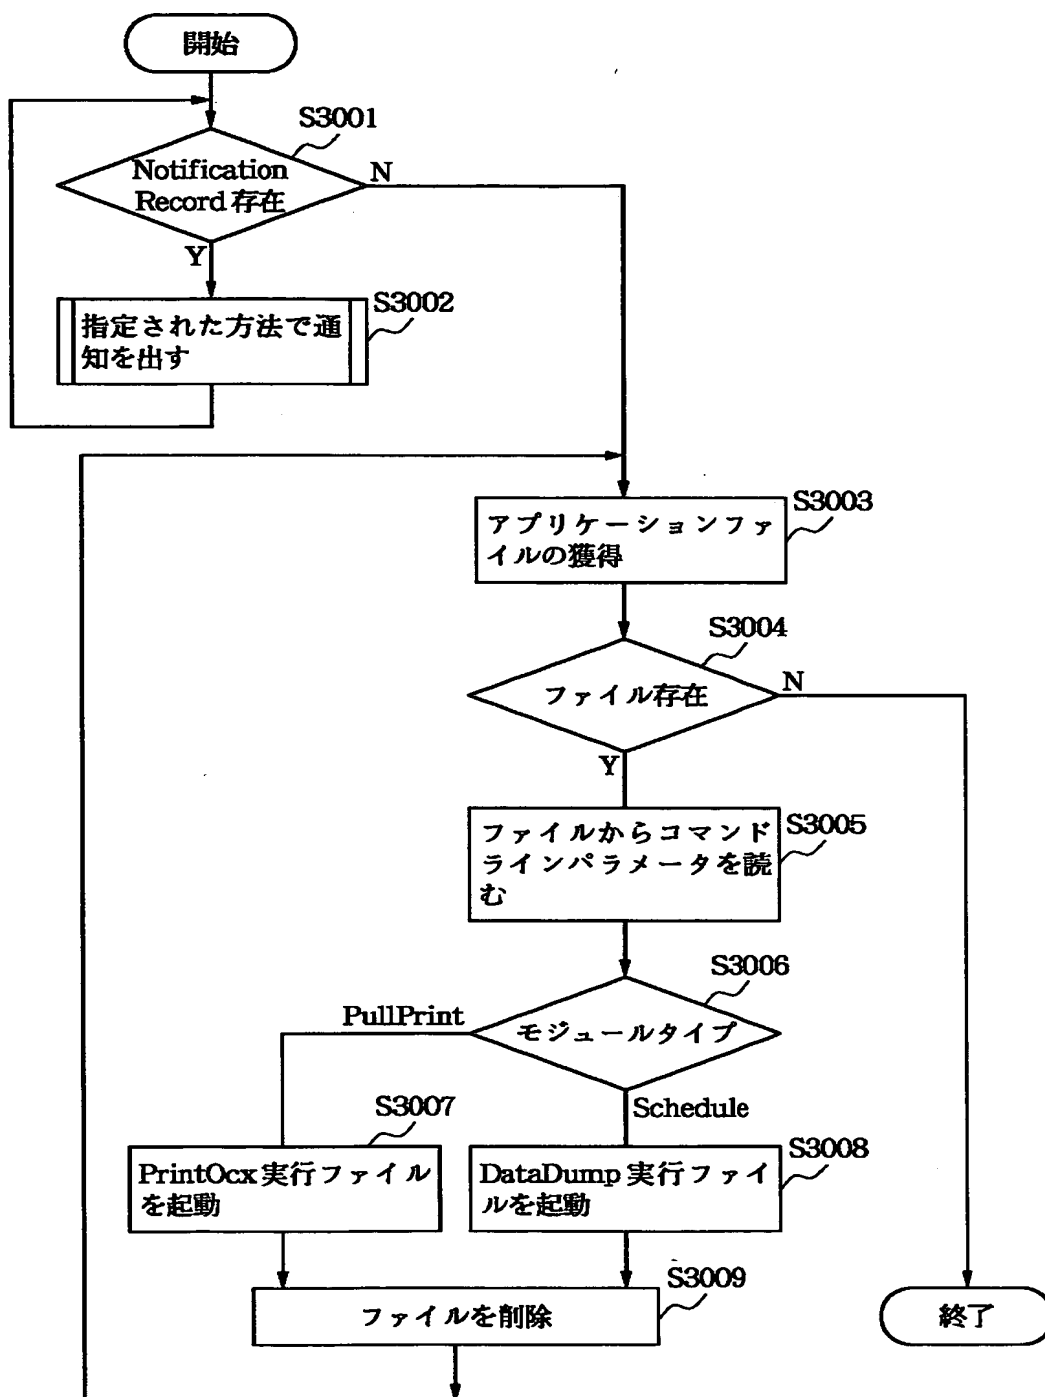 開始
S3001
Notification
Record 存在
N
Y
S3002
指定された方法で通
知を出す
S3003
アプリケーションファ
イルの獲得
S3004
ファイル存在
N
Y
S3005
ファイルからコマンド
ラインパラメータを読
む
S3006
モジュールタイプ
PullPrint
Schedule
S3007
PrintOcx 実行ファイル
を起動
S3008
DataDump 実行ファイ
ルを起動
S3009
ファイルを削除
終了